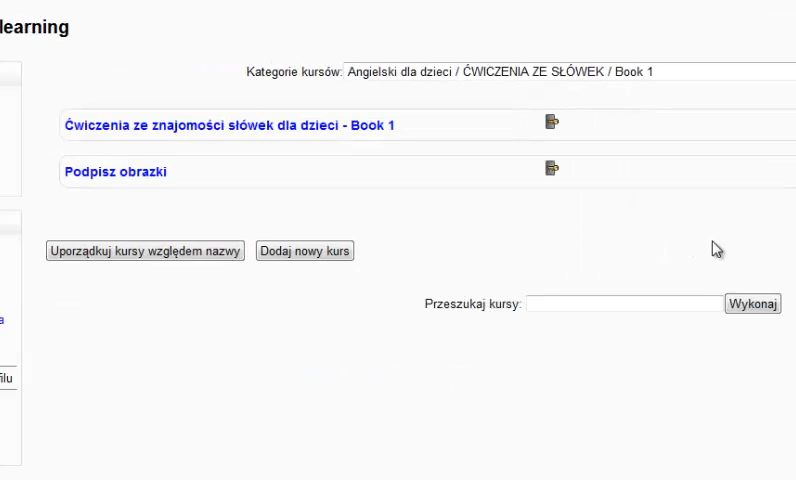 learning
Kategorie kursów: Angielski dla dzieci / ĆWICZENIA ZE SŁÓWEK / Book 1
Ćwiczenia ze znajomości słówek dla dzieci - Book 1
Podpisz obrazki
Uporządkuj kursy względem nazwy Dodaj nowy kurs
Przeszukaj kursy: Wykonaj
a
filu